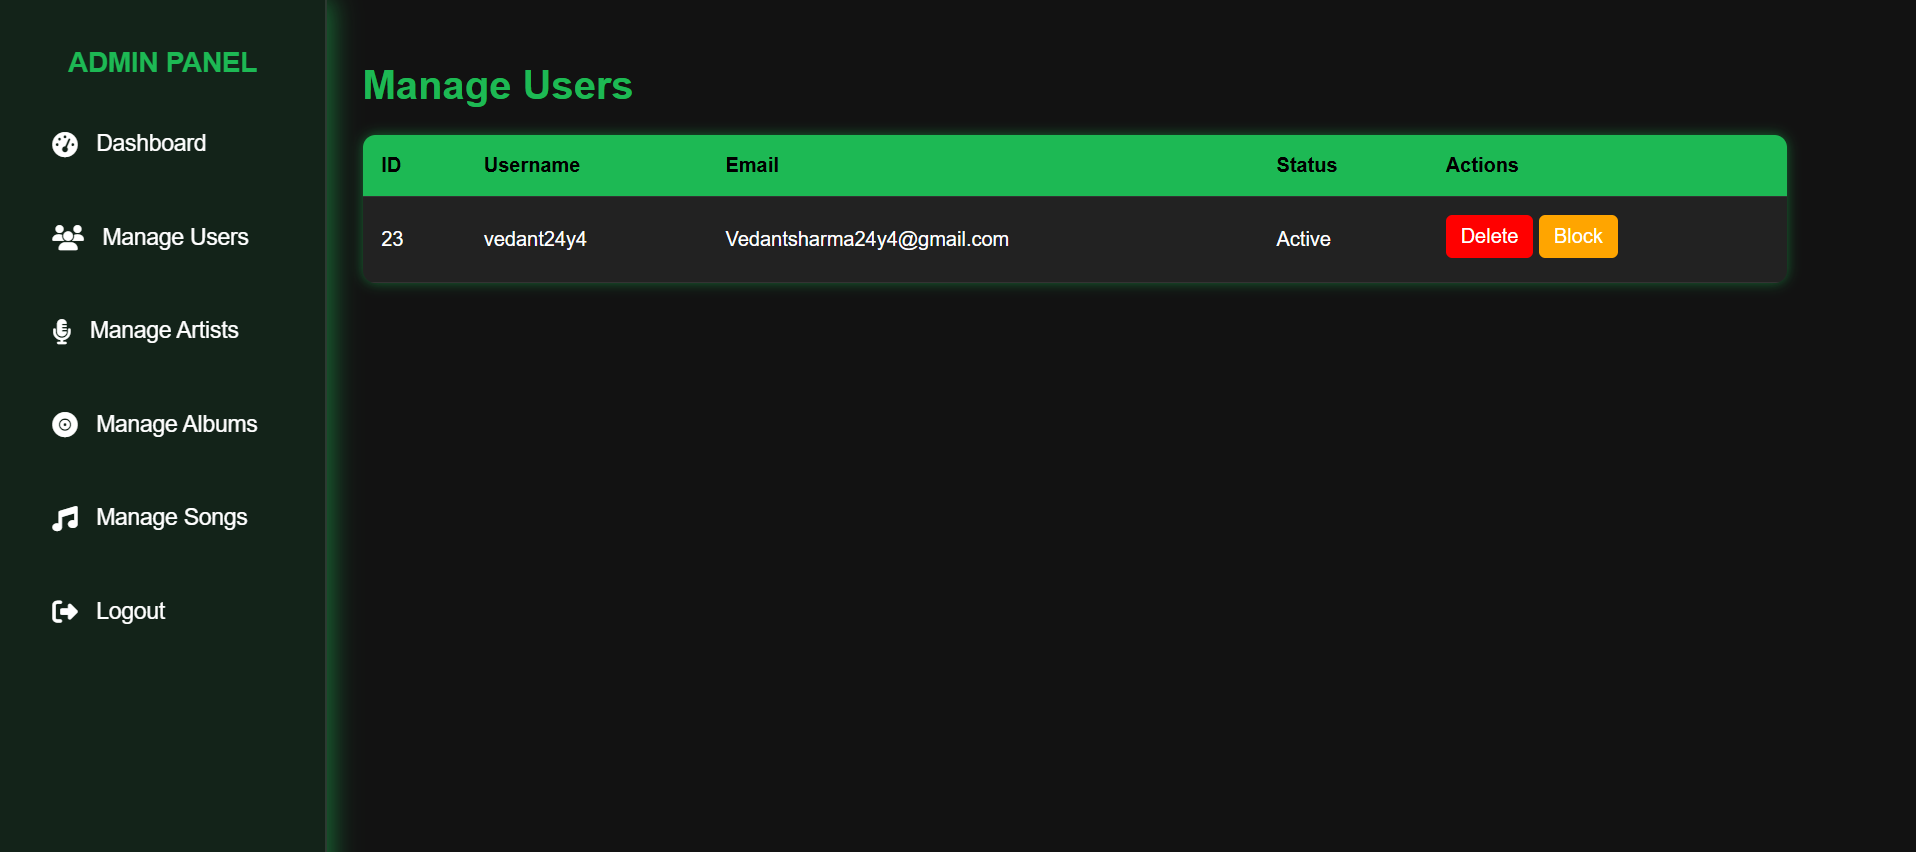 ADMIN PANEL
Dashboard
Manage Users
Manage Artists
Manage Albums
Manage Songs
Logout
Manage Users
ID Username Email Status Actions
23 vedant24y4 Vedantsharma24y4@gmail.com Active Delete Block